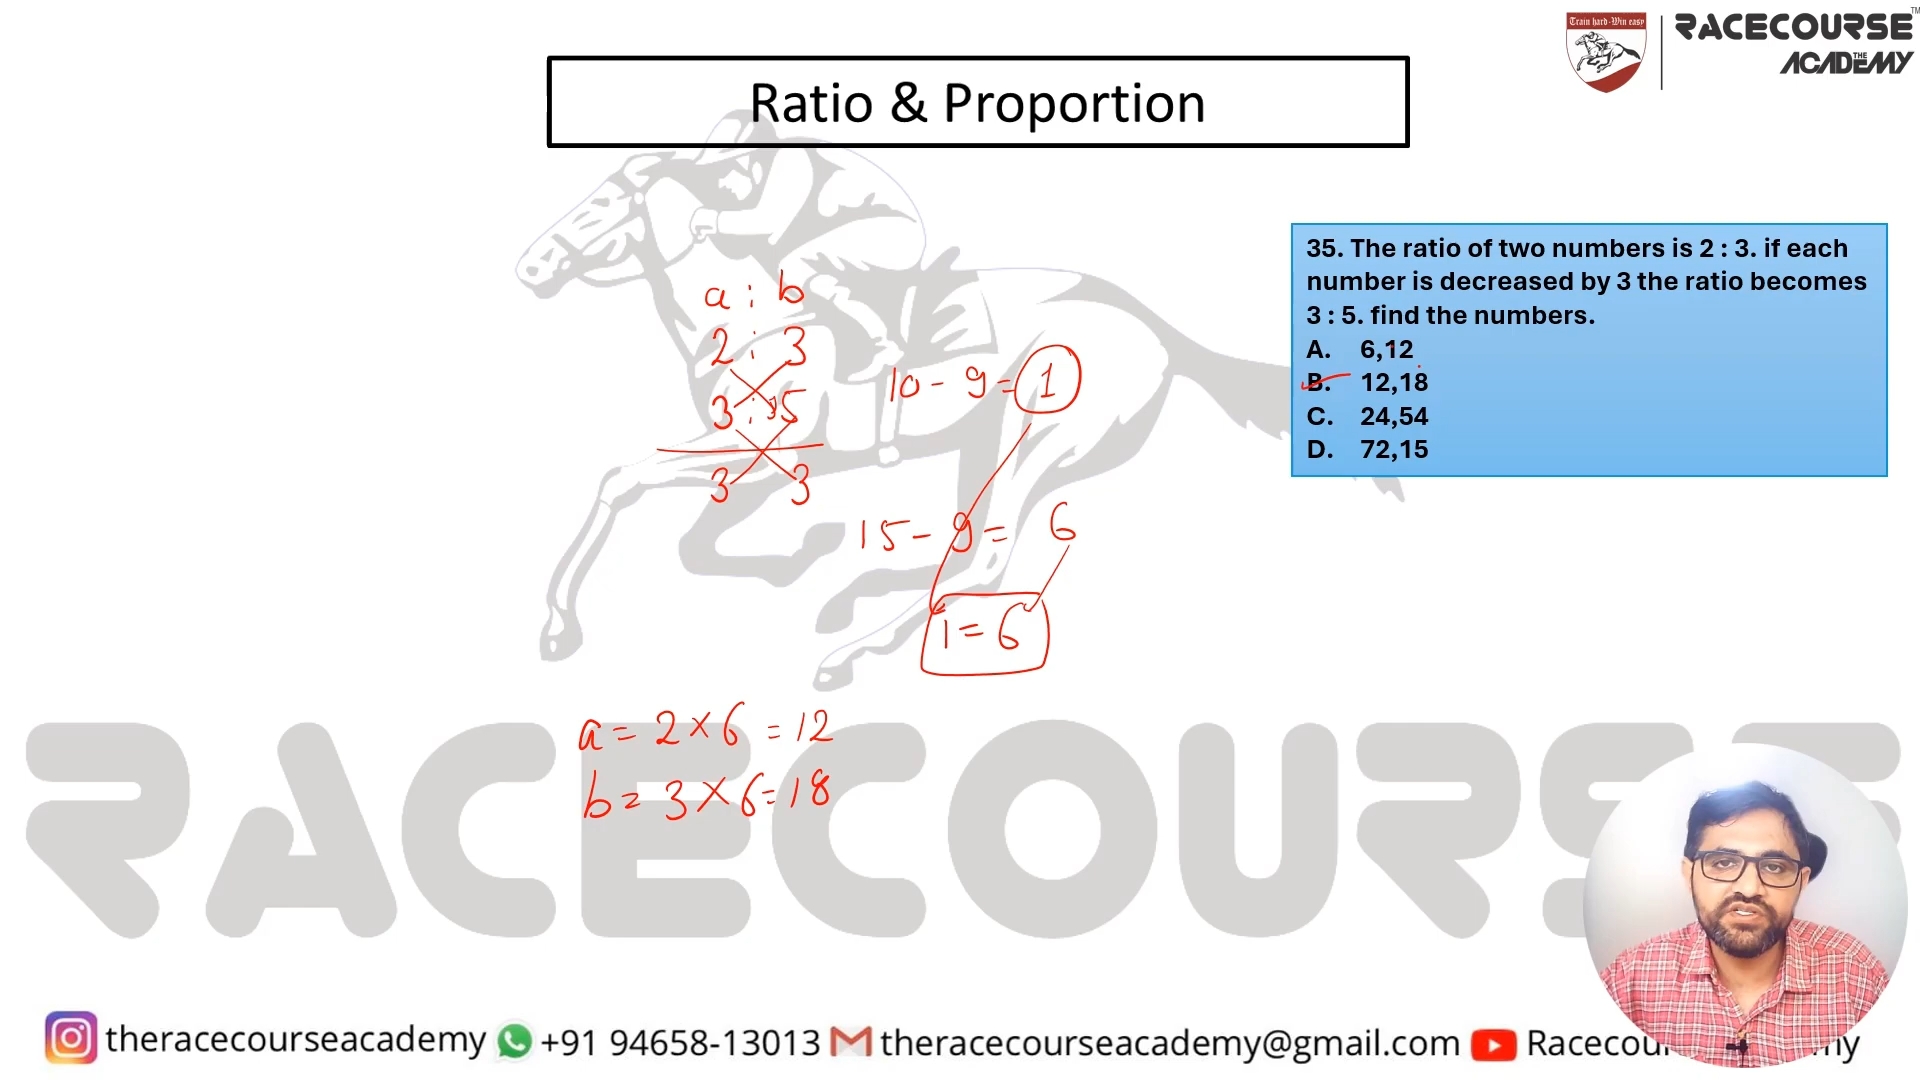 Train hard-Win easy
RACECOURSE™
THE ACADEMY
Ratio & Proportion
35. The ratio of two numbers is 2 : 3. if each
number is decreased by 3 the ratio becomes
3 : 5. find the numbers.
A. 6,12
B. 12,18
C. 24,54
D. 72,15
a : b
2 : 3
3 : 5
3 3
10 - 9 = 1
15 - 9 = 6
1 = 6
a = 2 × 6 = 12
b = 3 × 6 = 18
RACECOURSE
theracecourseacademy
+91 94658-13013
theracecourseacademy@gmail.com